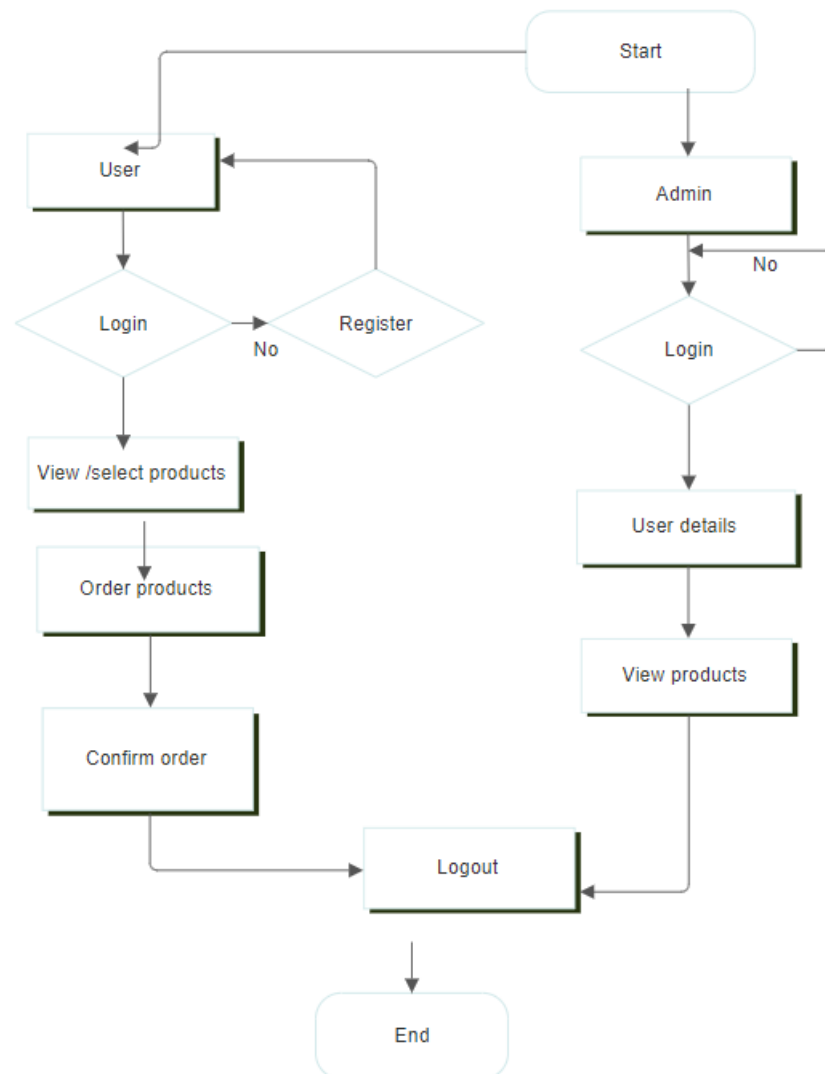 Start
User
Admin
No
Login
Register
No
Login
View /select products
User details
Order products
View products
Confirm order
Logout
End